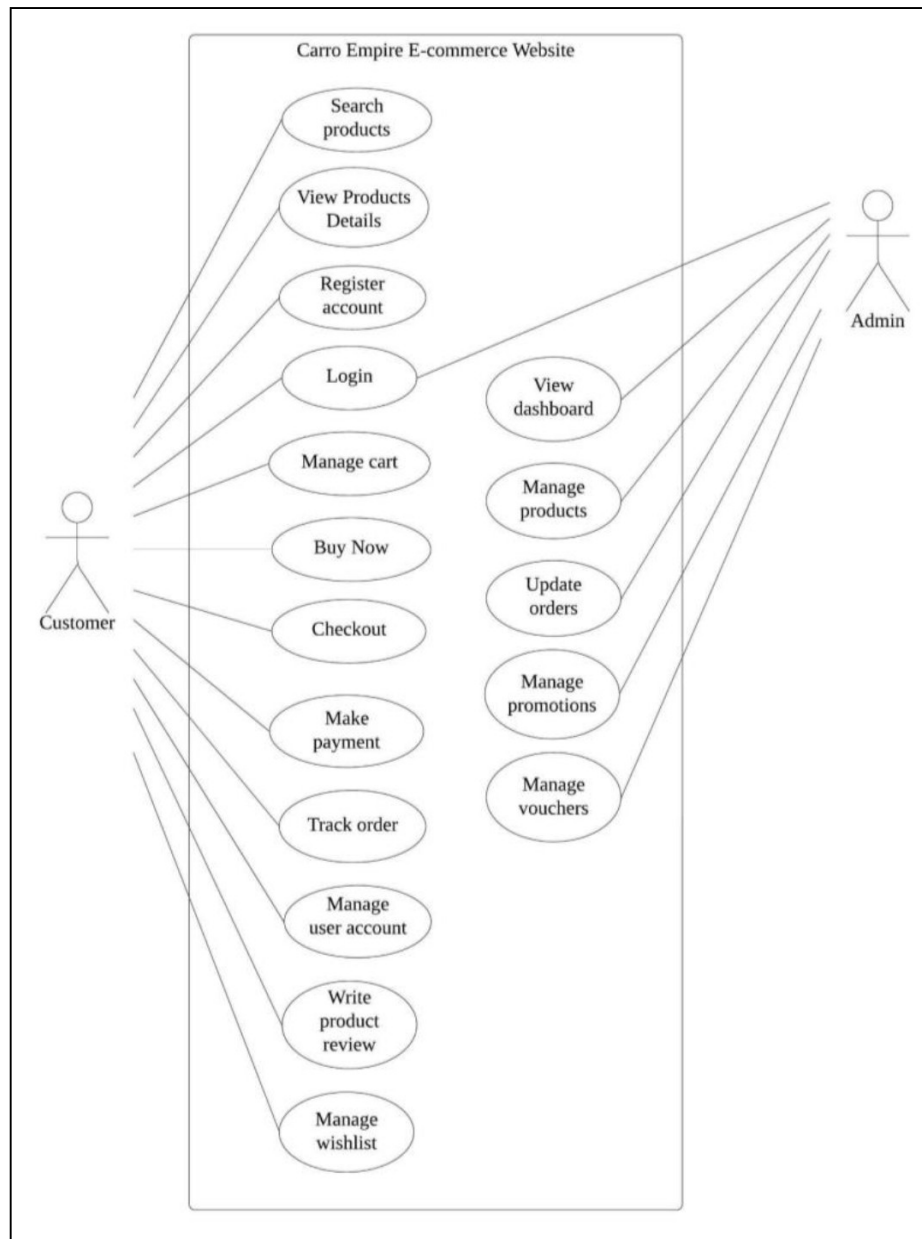 Carro Empire E-commerce Website
Search
products
View Products
Details
Register
account
Login
Manage cart
Buy Now
Checkout
Make
payment
Track order
Manage
user account
Write
product
review
Manage
wishlist
View
dashboard
Manage
products
Update
orders
Manage
promotions
Manage
vouchers
Customer
Admin